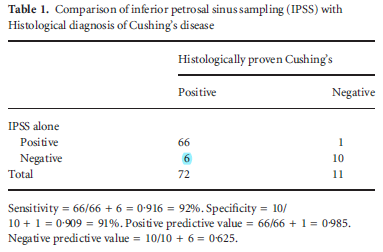 Table 1. Comparison of inferior petrosal sinus sampling (IPSS) with
Histological diagnosis of Cushing's disease
Histologically proven Cushing's
Positive Negative
IPSS alone
Positive 66 1
Negative 6 10
Total 72 11
Sensitivity = 66/66 + 6 = 0·916 = 92%. Specificity = 10/
10 + 1 = 0·909 = 91%. Positive predictive value = 66/66 + 1 = 0·985.
Negative predictive value = 10/10 + 6 = 0·625.